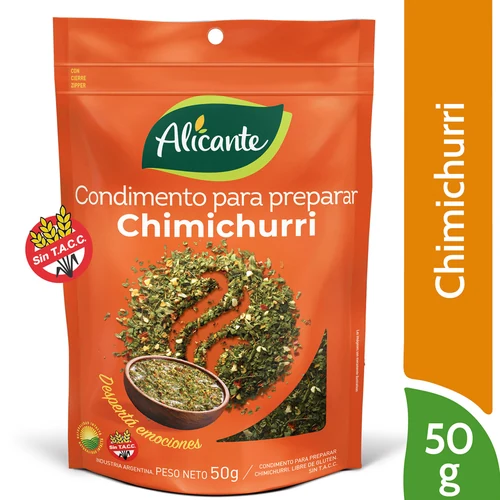 CON
CIERRE
ZIPPER
Alicante
Condimento para preparar
Chimichurri
Sin T.A.C.C.
Despertá emociones
Sin T.A.C.C.
INDUSTRIA ARGENTINA. PESO NETO 50g
CONDIMENTO PARA PREPARAR
CHIMICHURRI. LIBRE DE GLUTEN.
SIN T.A.C.C.
Chimichurri
50
g